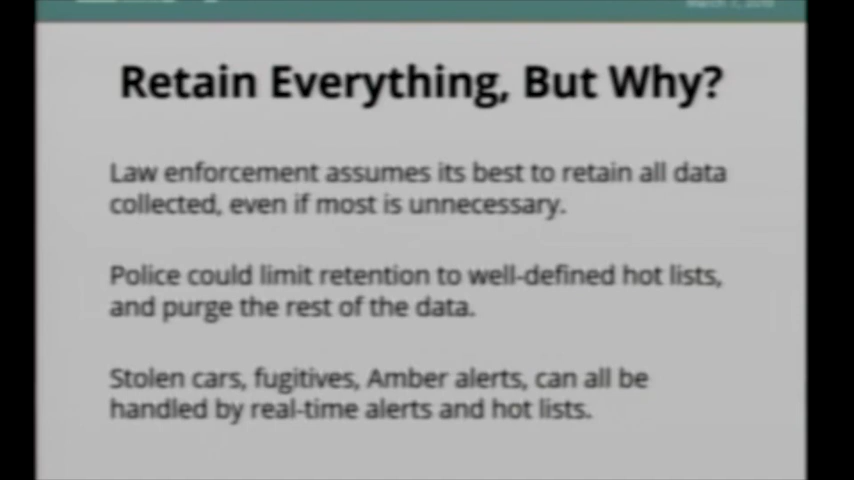 Retain Everything, But Why?
Law enforcement assumes its best to retain all data
collected, even if most is unnecessary.
Police could limit retention to well-defined hot lists,
and purge the rest of the data.
Stolen cars, fugitives, Amber alerts, can all be
handled by real-time alerts and hot lists.